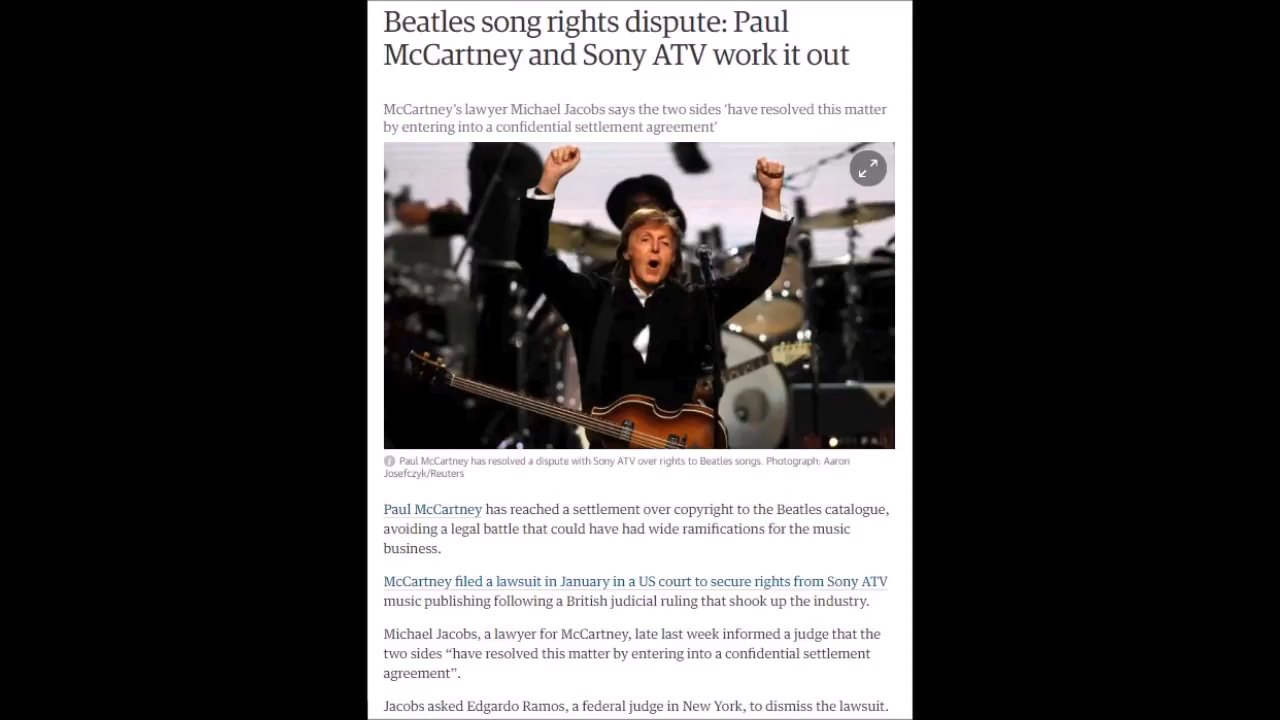 Beatles song rights dispute: Paul
McCartney and Sony ATV work it out
McCartney's lawyer Michael Jacobs says the two sides 'have resolved this matter
by entering into a confidential settlement agreement'
Paul McCartney has resolved a dispute with Sony ATV over rights to Beatles songs. Photograph: Aaron
Josefczyk/Reuters
Paul McCartney has reached a settlement over copyright to the Beatles catalogue,
avoiding a legal battle that could have had wide ramifications for the music
business.
McCartney filed a lawsuit in January in a US court to secure rights from Sony ATV
music publishing following a British judicial ruling that shook up the industry.
Michael Jacobs, a lawyer for McCartney, late last week informed a judge that the
two sides “have resolved this matter by entering into a confidential settlement
agreement”.
Jacobs asked Edgardo Ramos, a federal judge in New York, to dismiss the lawsuit.